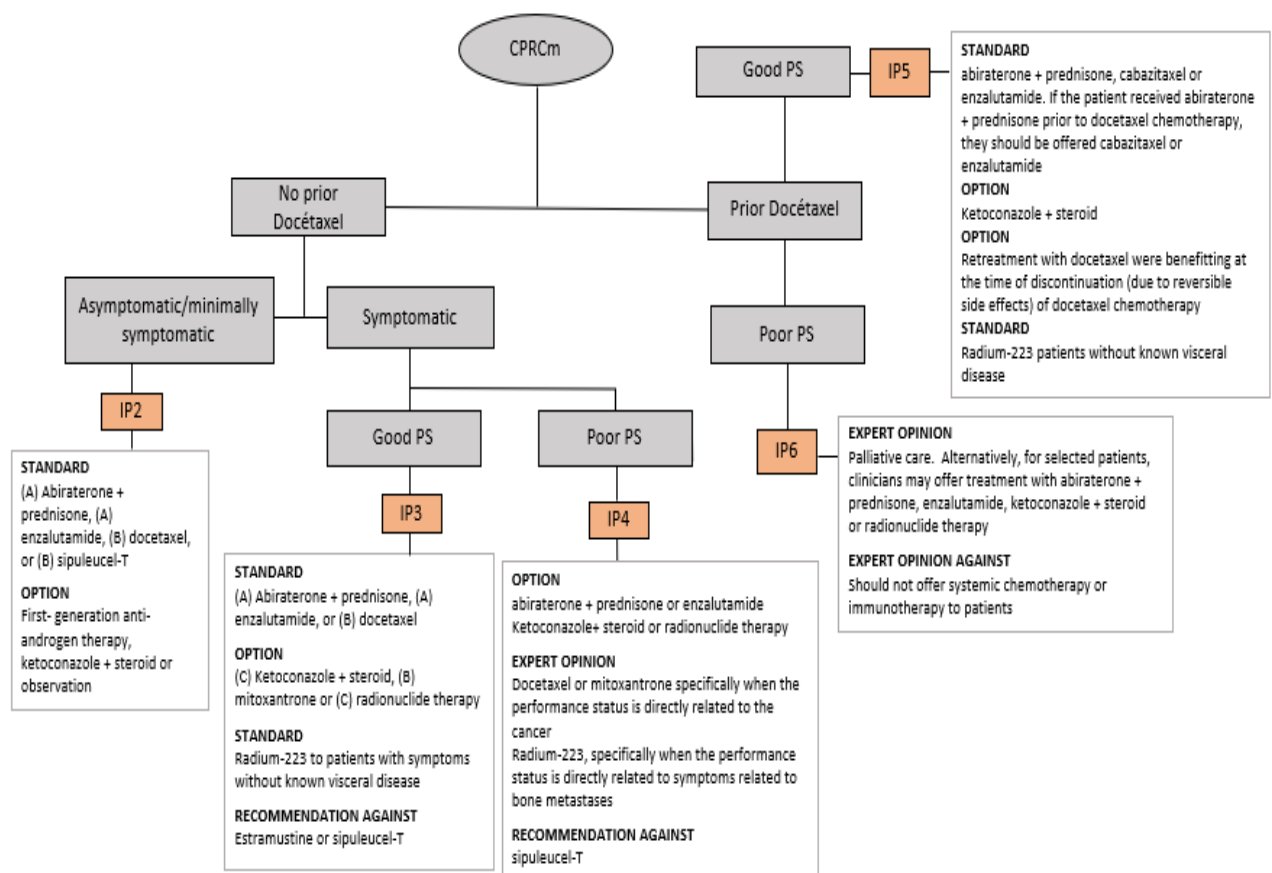 CPRCm
Good PS
IP5
STANDARD
abiraterone + prednisone, cabazitaxel or
enzalutamide. If the patient received abiraterone
+ prednisone prior to docetaxel chemotherapy,
they should be offered cabazitaxel or
enzalutamide
OPTION
Ketoconazole + steroid
OPTION
Retreatment with docetaxel were benefitting at
the time of discontinuation (due to reversible
side effects) of docetaxel chemotherapy
STANDARD
Radium-223 patients without known visceral
disease
No prior
Docétaxel
Prior Docétaxel
Asymptomatic/minimally
symptomatic
Symptomatic
Poor PS
IP2
Good PS
Poor PS
IP6
EXPERT OPINION
Palliative care. Alternatively, for selected patients,
clinicians may offer treatment with abiraterone +
prednisone, enzalutamide, ketoconazole + steroid
or radionuclide therapy
EXPERT OPINION AGAINST
Should not offer systemic chemotherapy or
immunotherapy to patients
STANDARD
(A) Abiraterone +
prednisone, (A)
enzalutamide, (B) docetaxel,
or (B) sipuleucel-T
OPTION
First- generation anti-
androgen therapy,
ketoconazole + steroid or
observation
IP3
IP4
STANDARD
(A) Abiraterone + prednisone, (A)
enzalutamide, or (B) docetaxel
OPTION
(C) Ketoconazole + steroid, (B)
mitoxantrone or (C) radionuclide therapy
STANDARD
Radium-223 to patients with symptoms
without known visceral disease
RECOMMENDATION AGAINST
Estramustine or sipuleucel-T
OPTION
abiraterone + prednisone or enzalutamide
Ketoconazole+ steroid or radionuclide therapy
EXPERT OPINION
Docetaxel or mitoxantrone specifically when the
performance status is directly related to the
cancer
Radium-223, specifically when the performance
status is directly related to symptoms related to
bone metastases
RECOMMENDATION AGAINST
sipuleucel-T